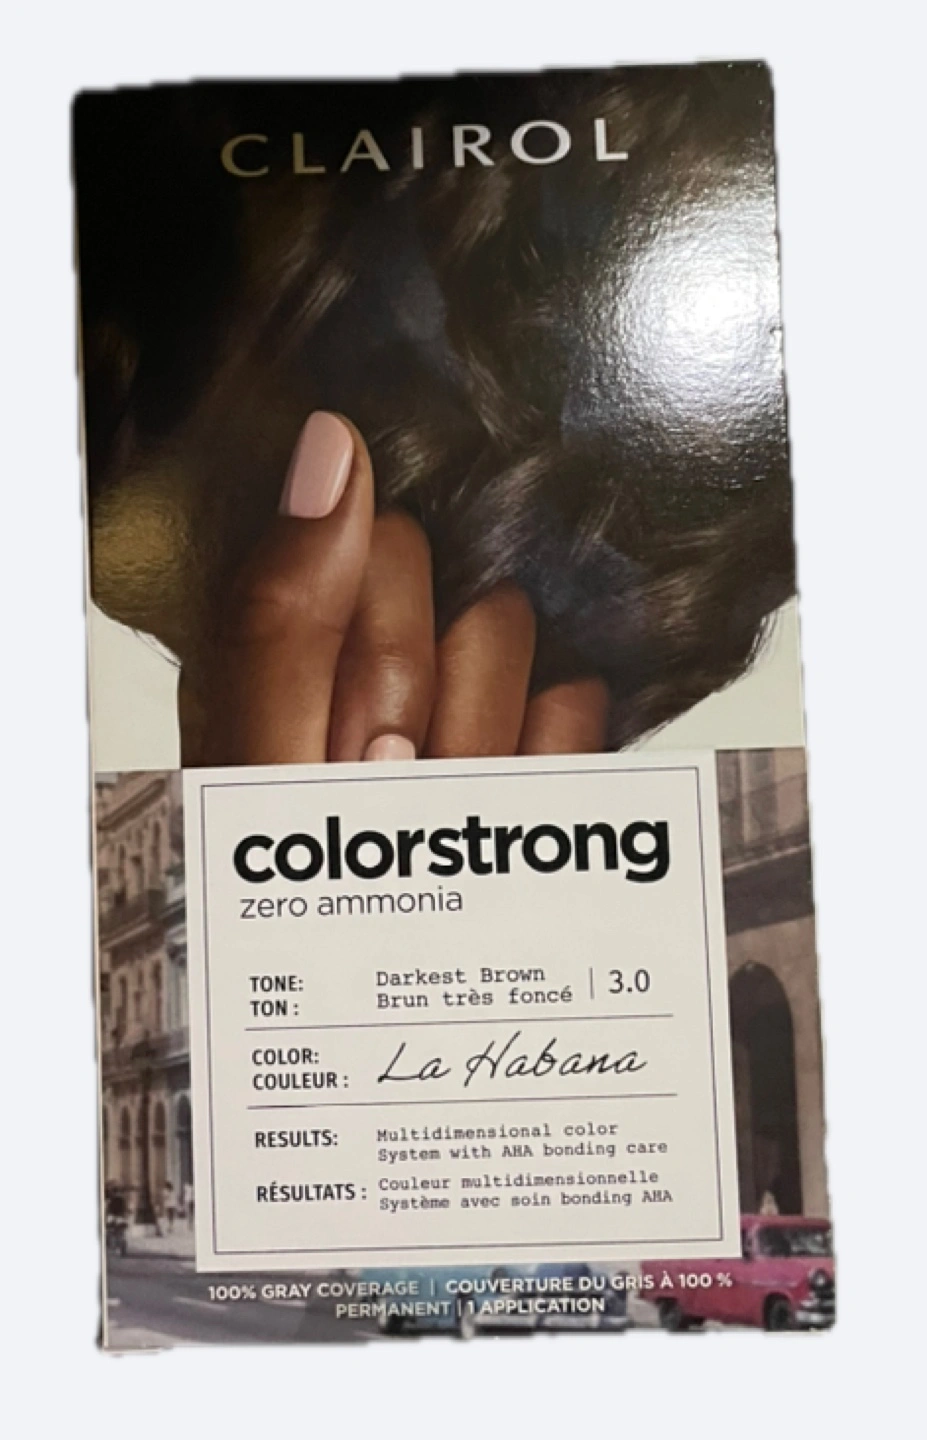 CLAIROL
colorstrong
zero ammonia
TONE: Darkest Brown | 3.0
TON : Brun très foncé
COLOR: La Habana
COULEUR :
RESULTS: Multidimensional color
System with AHA bonding care
RÉSULTATS : Couleur multidimensionnelle
Système avec soin bonding AHA
100% GRAY COVERAGE | COUVERTURE DU GRIS À 100 %
PERMANENT | 1 APPLICATION